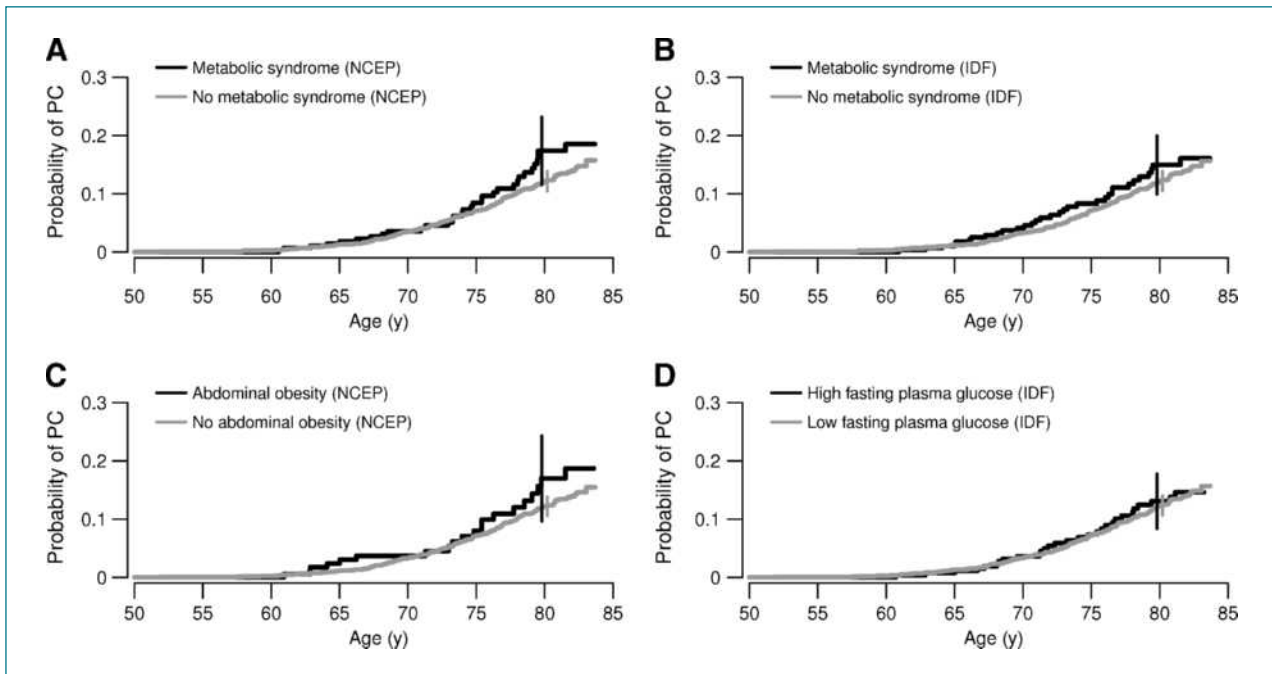 A
Metabolic syndrome (NCEP)
No metabolic syndrome (NCEP)
Probability of PC
0.3
0.2
0.1
0
50 55 60 65 70 75 80 85
Age (y)
B
Metabolic syndrome (IDF)
No metabolic syndrome (IDF)
Probability of PC
0.3
0.2
0.1
0
50 55 60 65 70 75 80 85
Age (y)
C
Abdominal obesity (NCEP)
No abdominal obesity (NCEP)
Probability of PC
0.3
0.2
0.1
0
50 55 60 65 70 75 80 85
Age (y)
D
High fasting plasma glucose (IDF)
Low fasting plasma glucose (IDF)
Probability of PC
0.3
0.2
0.1
0
50 55 60 65 70 75 80 85
Age (y)